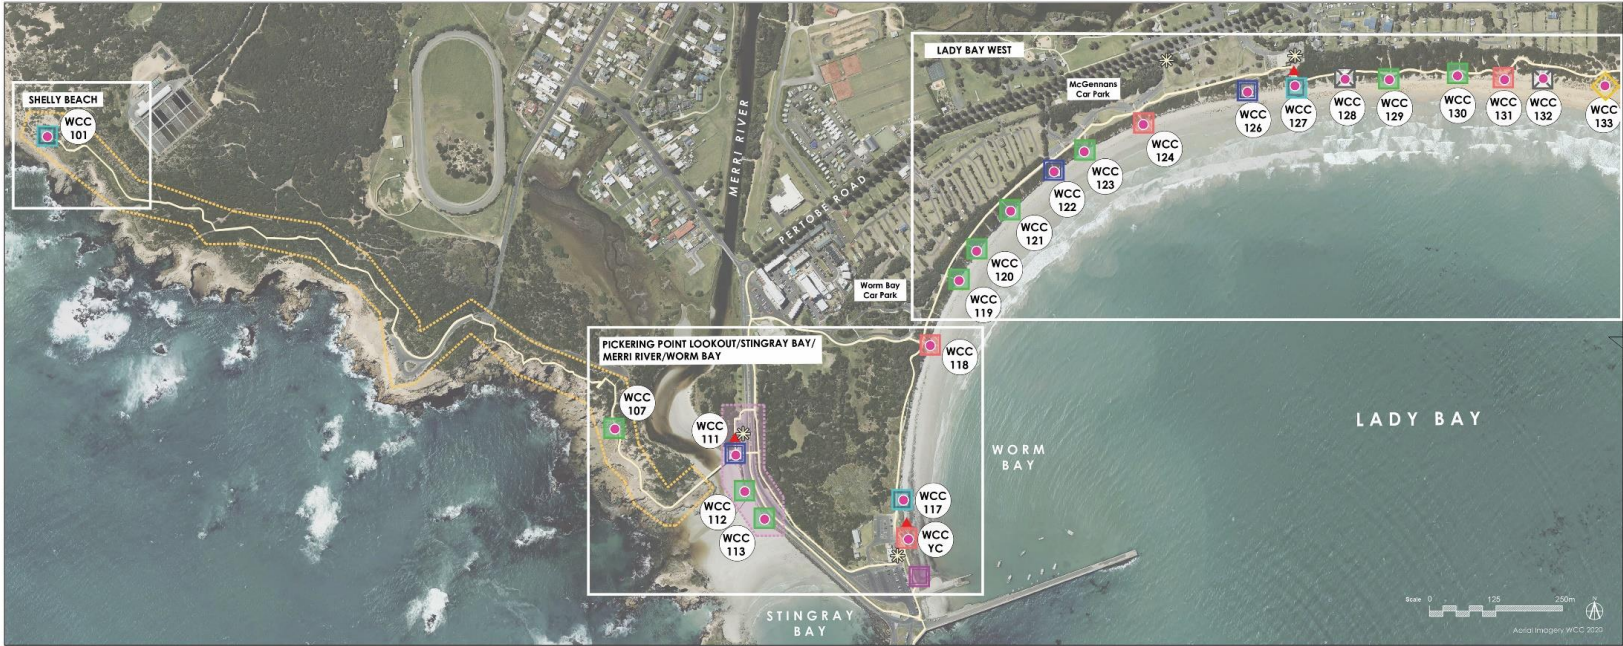 SHELLY BEACH
WCC
101
MERRI RIVER
PERTOBE ROAD
LADY BAY WEST
McGennans
Car Park
WCC
126
WCC
127
WCC
128
WCC
129
WCC
130
WCC
131
WCC
132
WCC
133
WCC
124
WCC
123
WCC
122
WCC
121
WCC
120
WCC
119
Worm Bay
Car Park
PICKERING POINT LOOKOUT/STINGRAY BAY/
MERRI RIVER/WORM BAY
WCC
118
WCC
107
WCC
111
WCC
112
WCC
113
WCC
117
WCC
YC
WORM
BAY
LADY BAY
STINGRAY
BAY
Scale 0 125 250m
Aerial Imagery WCC 2020